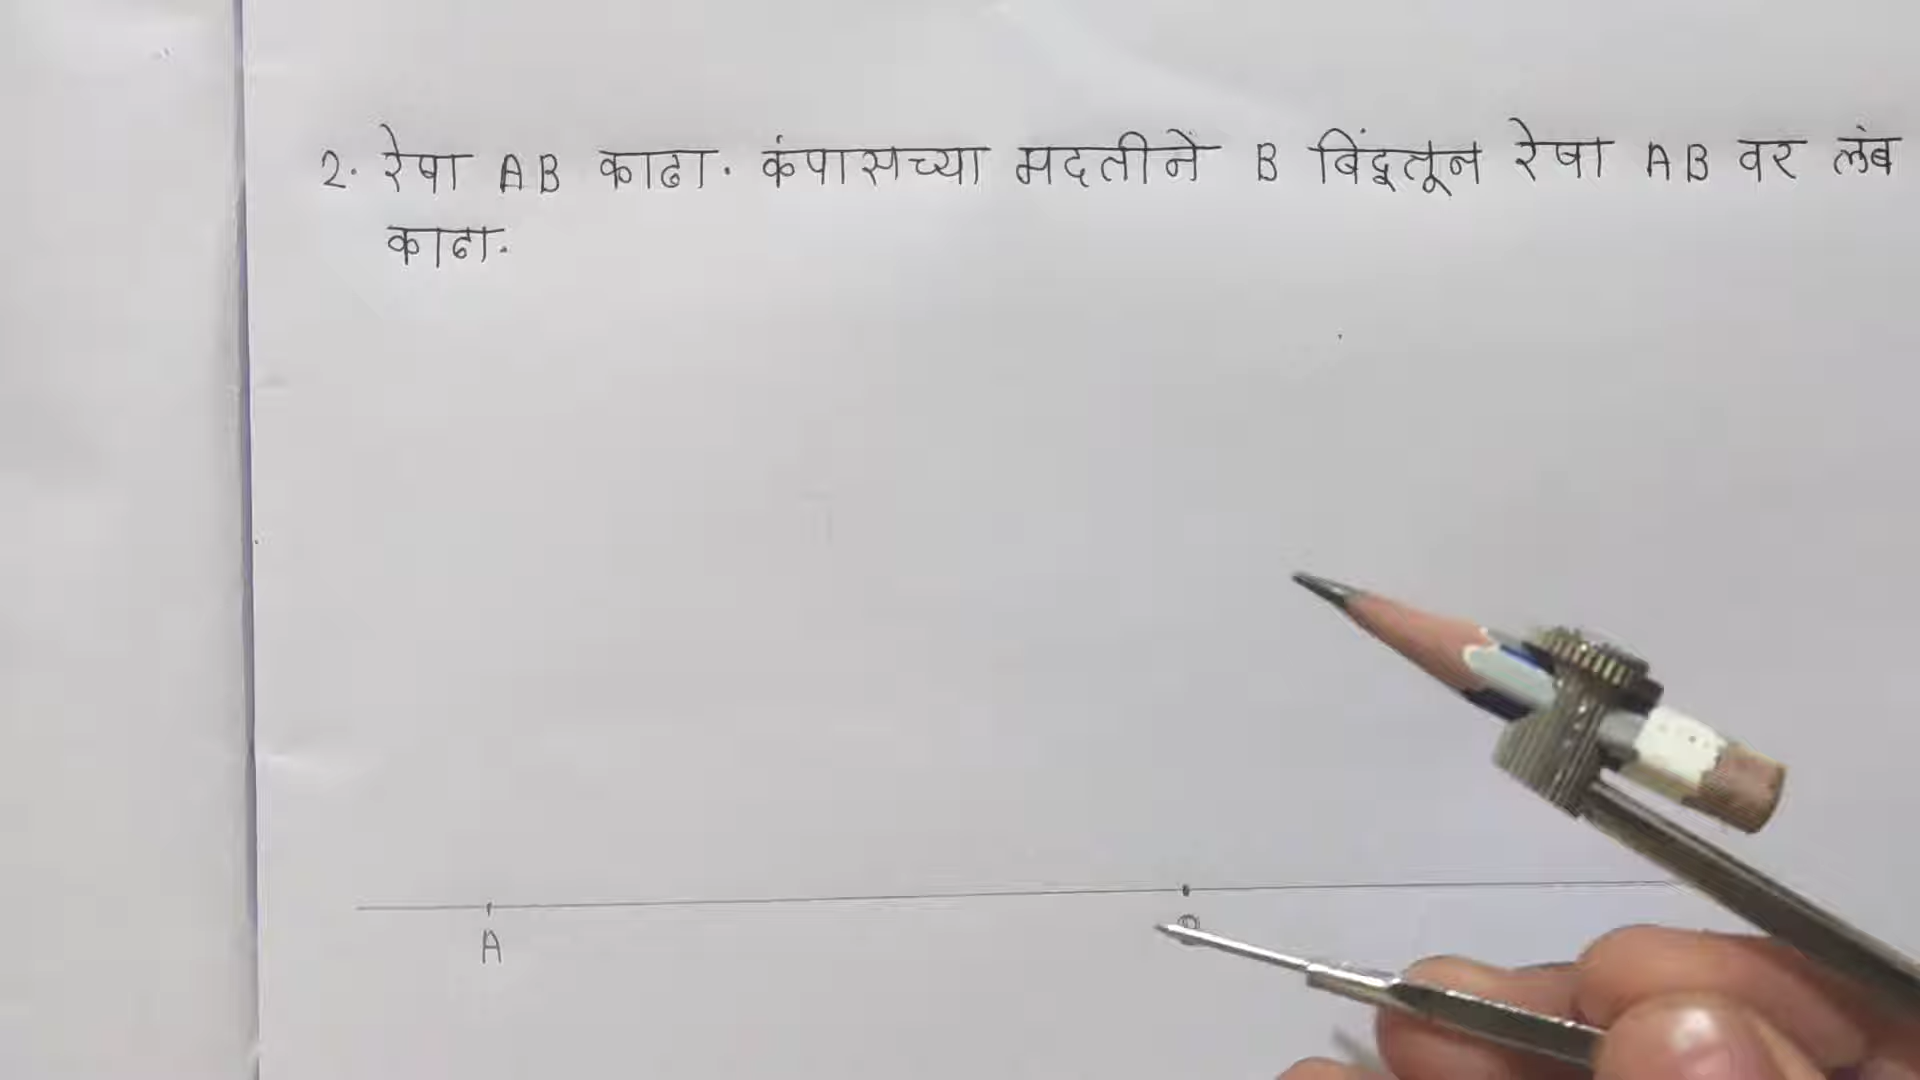 2. रेषा AB काढा. कंपासच्या मदतीने B बिंदूतून रेषा AB वर लंब
काढा.
A